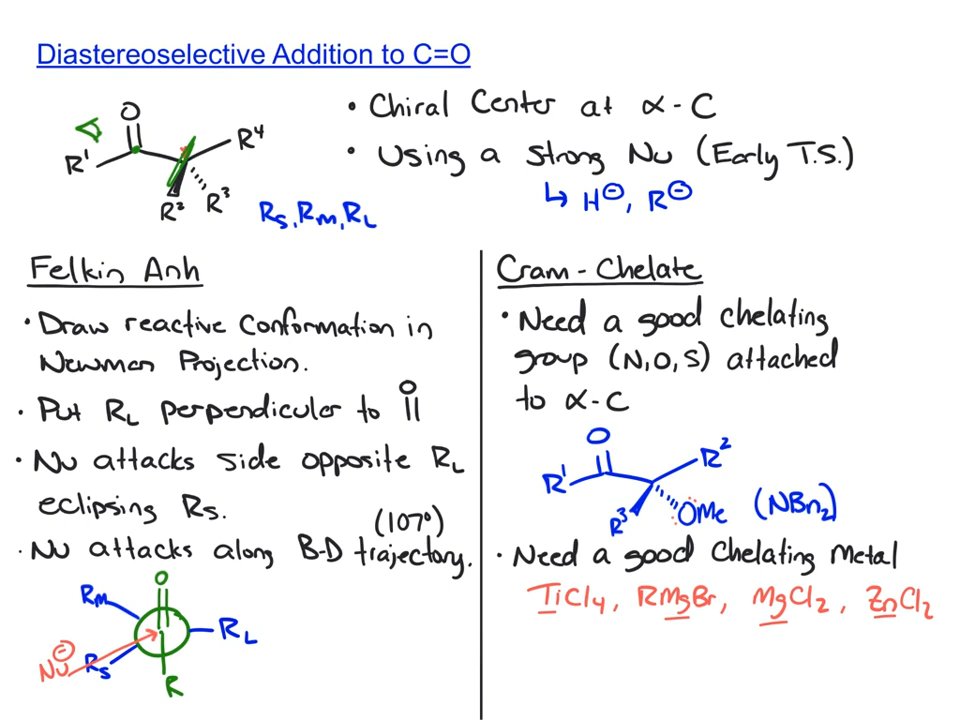 Diastereoselective Addition to C=O
O
R¹
R⁴
R²
R³
• Chiral Center at α-C
• Using a strong Nu (Early T.S.)
↳ H⊖, R⊖
Rs, Rm, RL
Felkin Anh
• Draw reactive Conformation in
Newman Projection.
• Put RL perpendicular to O
• Nu attacks side opposite RL
eclipsing Rs.
(107°)
• Nu attacks along B-D trajectory.
O
Rm
RL
Nu⊖
Rs
R
Cram-Chelate
• Need a good chelating
group (N, O, S) attached
to α-C
O
R¹
R²
R³
OMe (NBn₂)
• Need a good Chelating Metal
TiCl4, RMgBr, MgCl2, ZnCl2